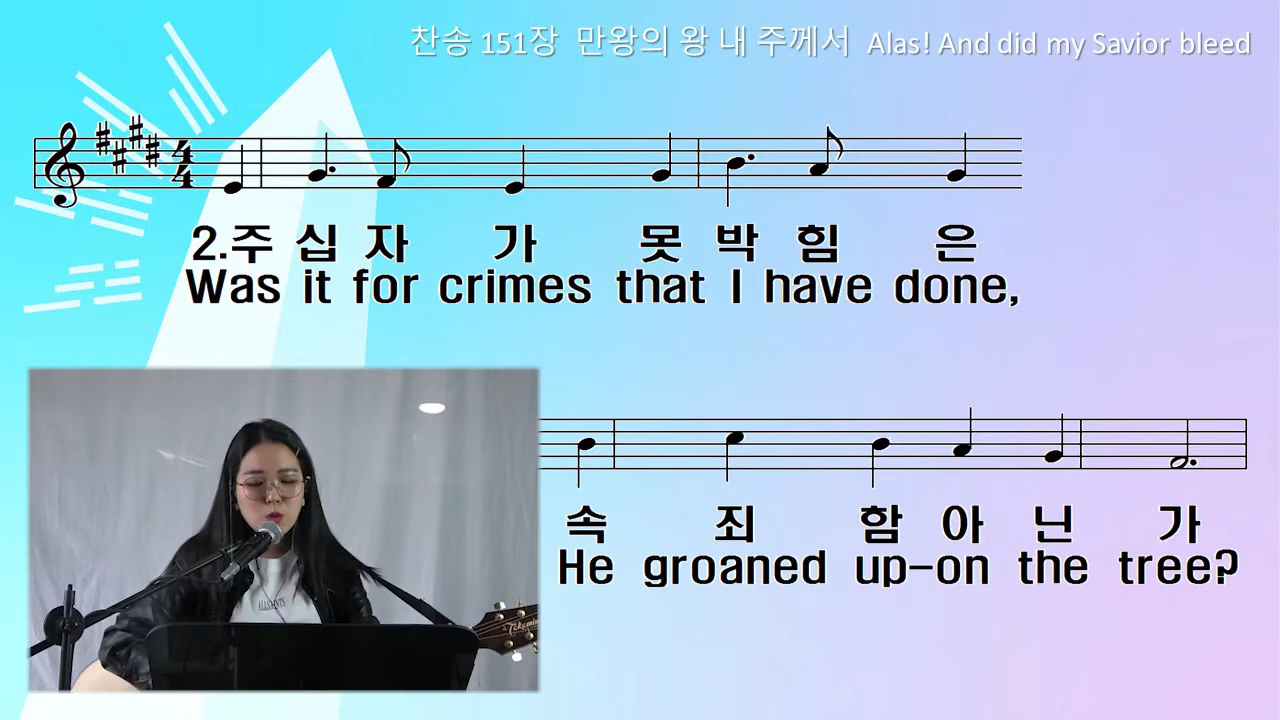 찬송 151장 만왕의 왕 내 주께서 Alas! And did my Savior bleed
2.주 십 자 가 못 박 힘 은
Was it for crimes that I have done,
속 죄 함 아 닌 가
He groaned up-on the tree?
ALLSAINTS